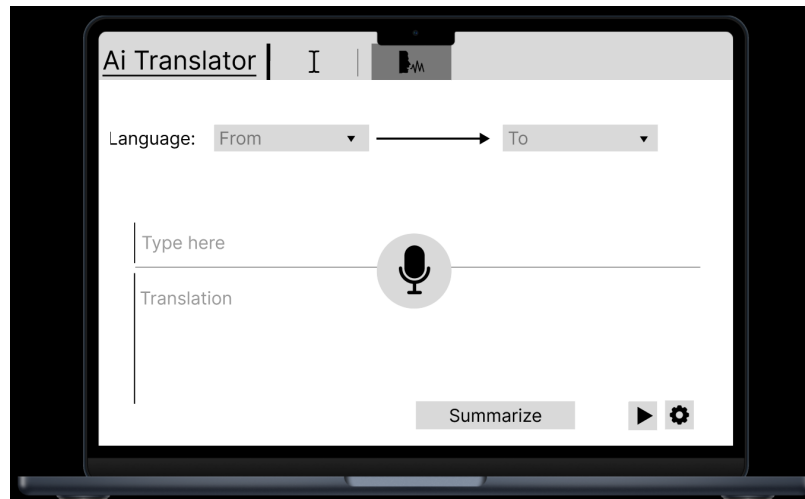 Ai Translator
Language: From To
Type here
Translation
Summarize